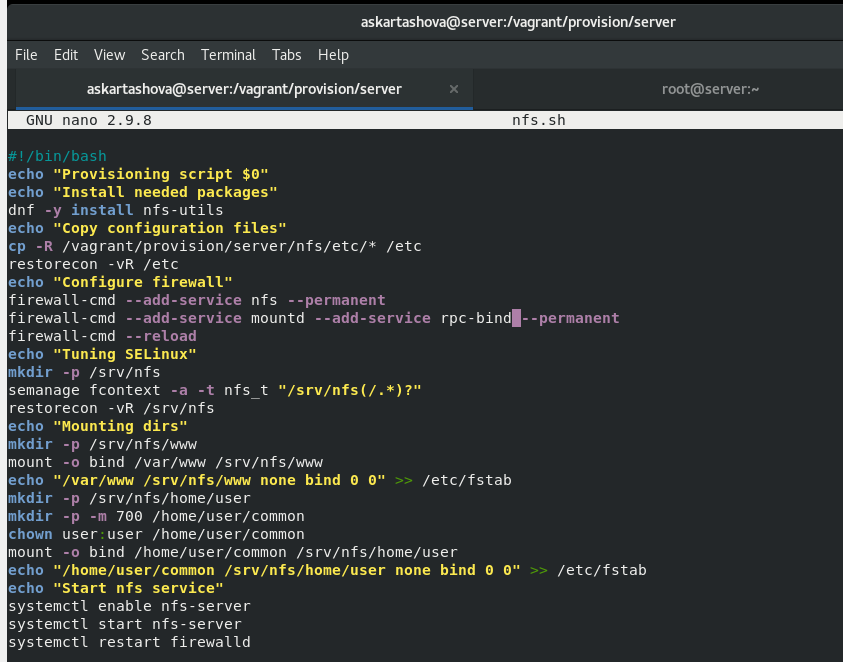 askartashova@server:/vagrant/provision/server
File Edit View Search Terminal Tabs Help
askartashova@server:/vagrant/provision/server × root@server:~
GNU nano 2.9.8 nfs.sh
#!/bin/bash
echo "Provisioning script $0"
echo "Install needed packages"
dnf -y install nfs-utils
echo "Copy configuration files"
cp -R /vagrant/provision/server/nfs/etc/* /etc
restorecon -vR /etc
echo "Configure firewall"
firewall-cmd --add-service nfs --permanent
firewall-cmd --add-service mountd --add-service rpc-bind --permanent
firewall-cmd --reload
echo "Tuning SELinux"
mkdir -p /srv/nfs
semanage fcontext -a -t nfs_t "/srv/nfs(/.*)?"
restorecon -vR /srv/nfs
echo "Mounting dirs"
mkdir -p /srv/nfs/www
mount -o bind /var/www /srv/nfs/www
echo "/var/www /srv/nfs/www none bind 0 0" >> /etc/fstab
mkdir -p /srv/nfs/home/user
mkdir -p -m 700 /home/user/common
chown user:user /home/user/common
mount -o bind /home/user/common /srv/nfs/home/user
echo "/home/user/common /srv/nfs/home/user none bind 0 0" >> /etc/fstab
echo "Start nfs service"
systemctl enable nfs-server
systemctl start nfs-server
systemctl restart firewalld